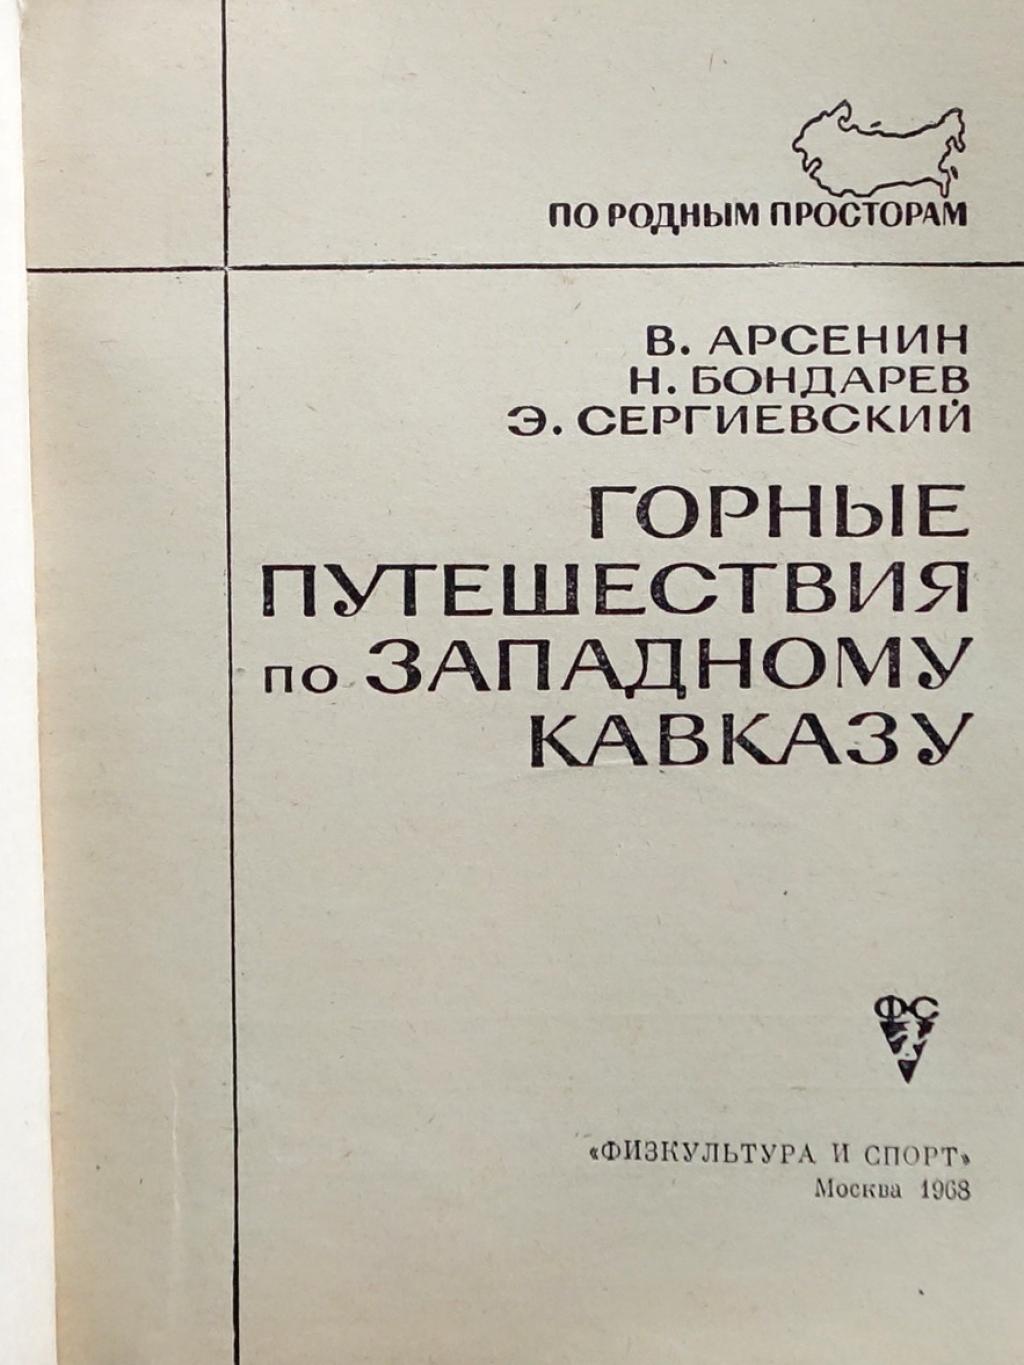 ПО РОДНЫМ ПРОСТОРАМ
В. АРСЕНИН
Н. БОНДАРЕВ
Э. СЕРГИЕВСКИЙ
ГОРНЫЕ
ПУТЕШЕСТВИЯ
ПО ЗАПАДНОМУ
КАВКАЗУ
ФС
«ФИЗКУЛЬТУРА И СПОРТ»
Москва 1968